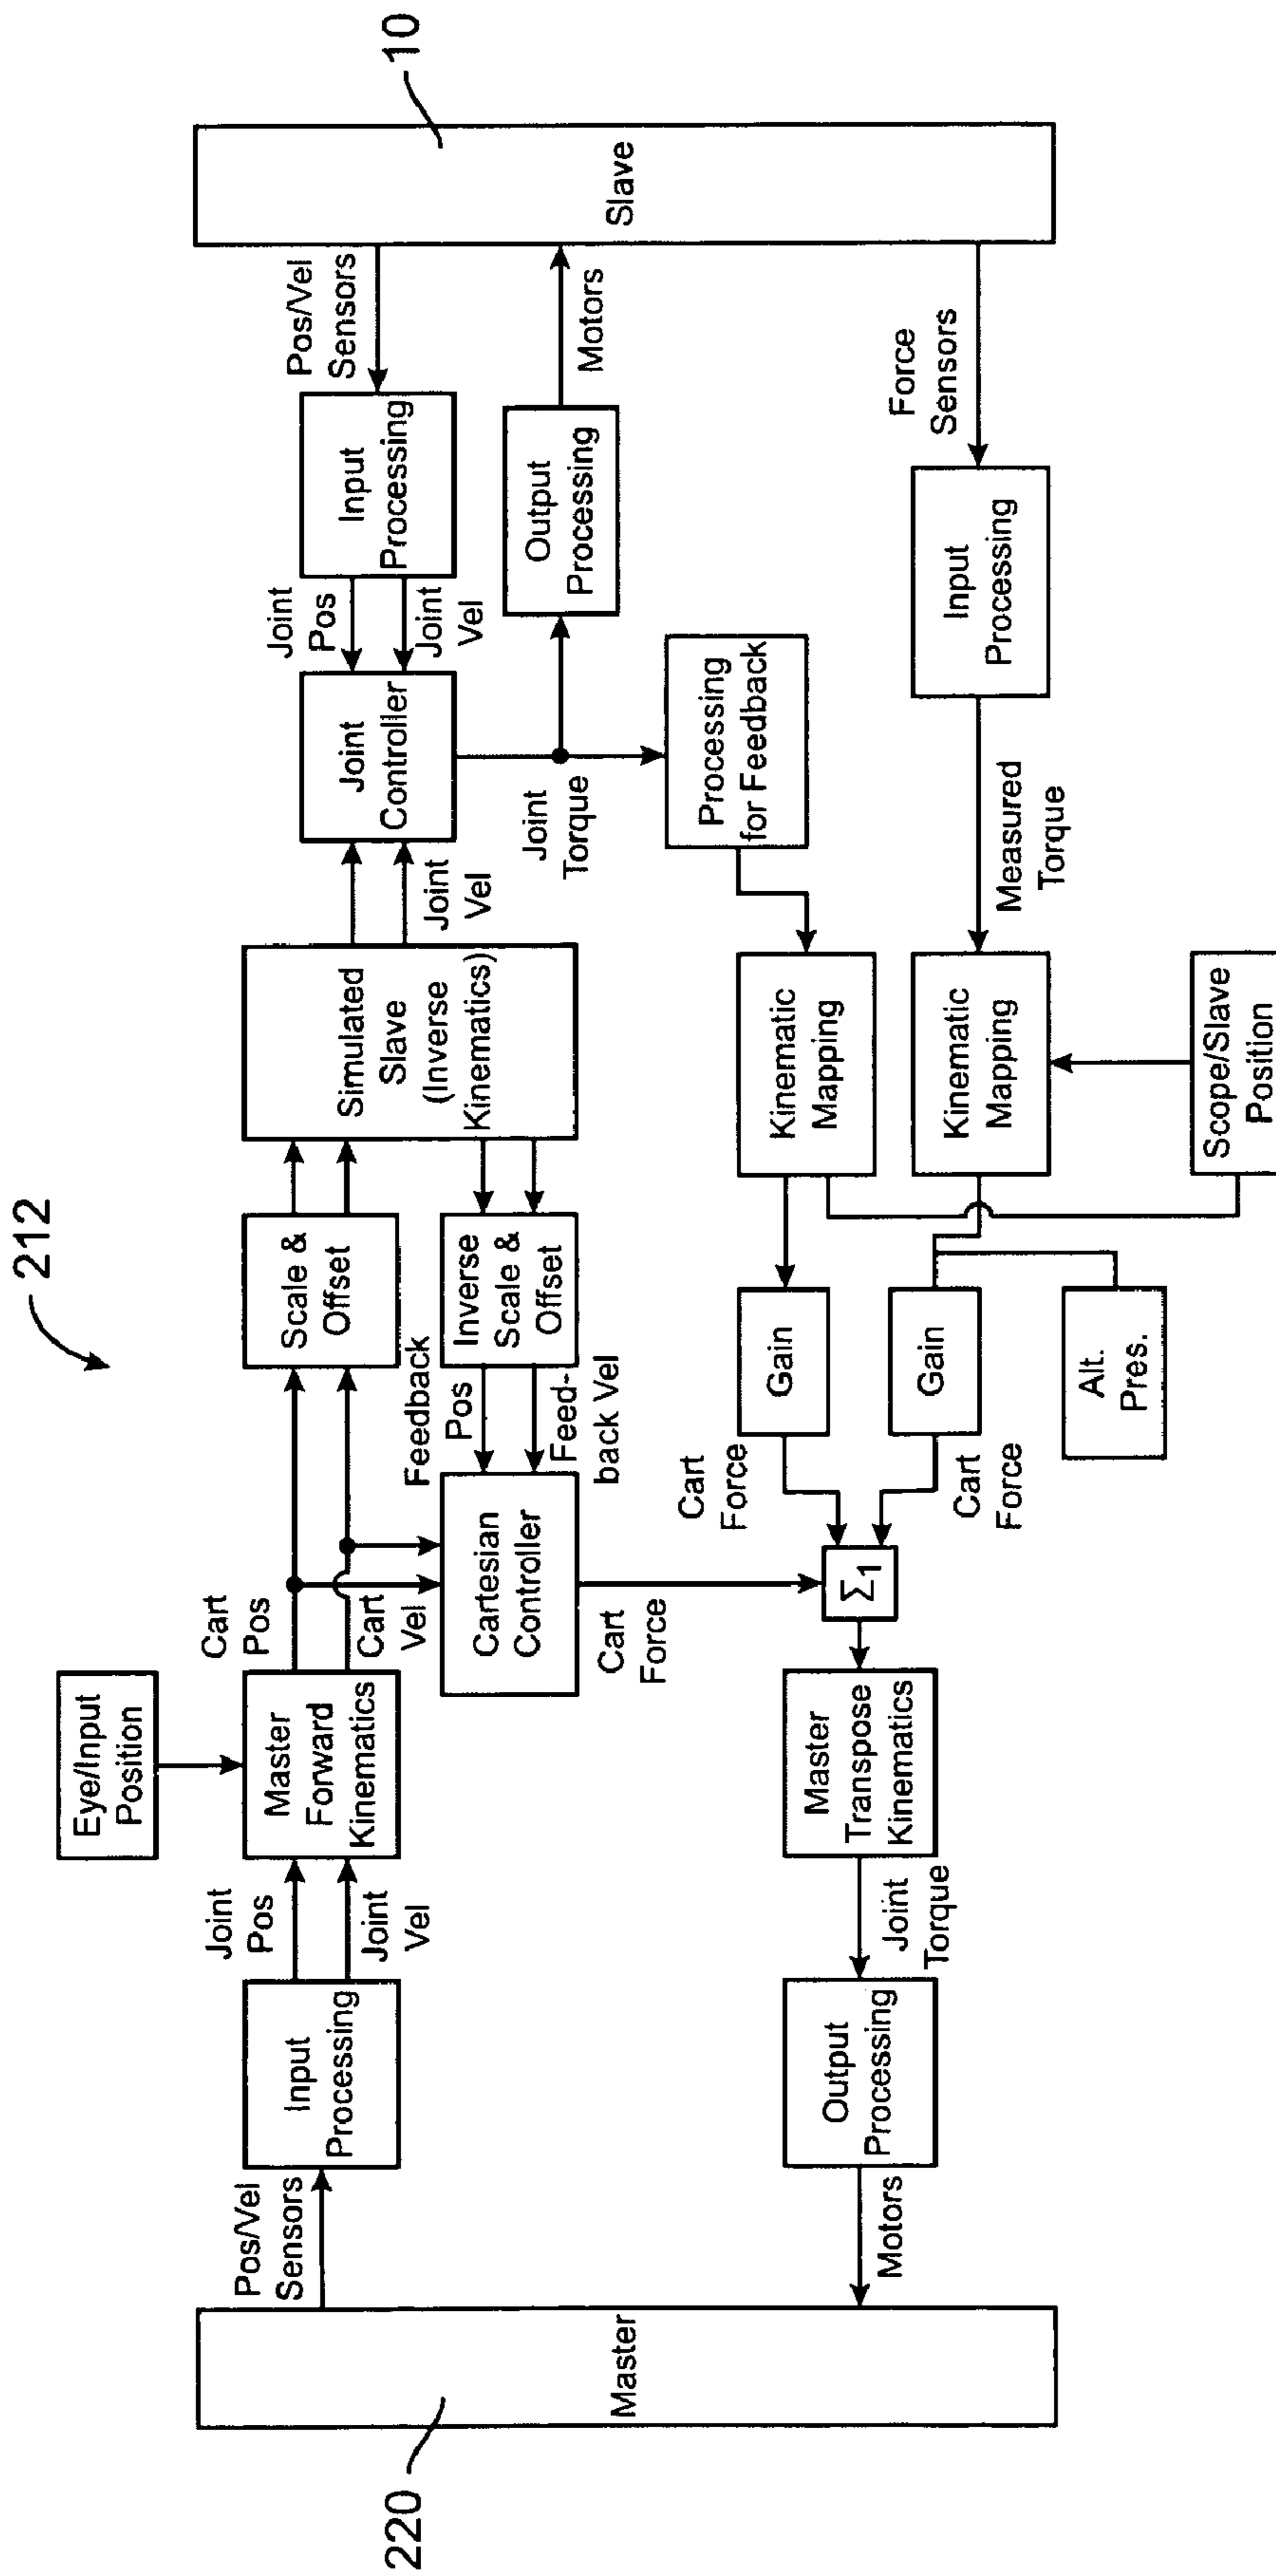 212
220
Master
Pos/Vel
Sensors
Input
Processing
Joint
Pos
Joint
Vel
Eye/Input
Position
Master
Forward
Kinematics
Cart
Pos
Cart
Vel
Scale &
Offset
Feedback
Pos
Feed-
back Vel
Inverse
Scale &
Offset
Cartesian
Controller
Cart
Force
Simulated
Slave
(Inverse
Kinematics)
Joint
Vel
Joint
Controller
Joint
Pos
Joint
Vel
Input
Processing
Pos/Vel
Sensors
Joint
Torque
Output
Processing
Motors
Slave
10
Processing
for Feedback
Kinematic
Mapping
Gain
Cart
Force
Force
Sensors
Input
Processing
Measured
Torque
Kinematic
Mapping
Scope/Slave
Position
Gain
Alt.
Pres.
Cart
Force
Σ1
Master
Transpose
Kinematics
Joint
Torque
Output
Processing
Motors